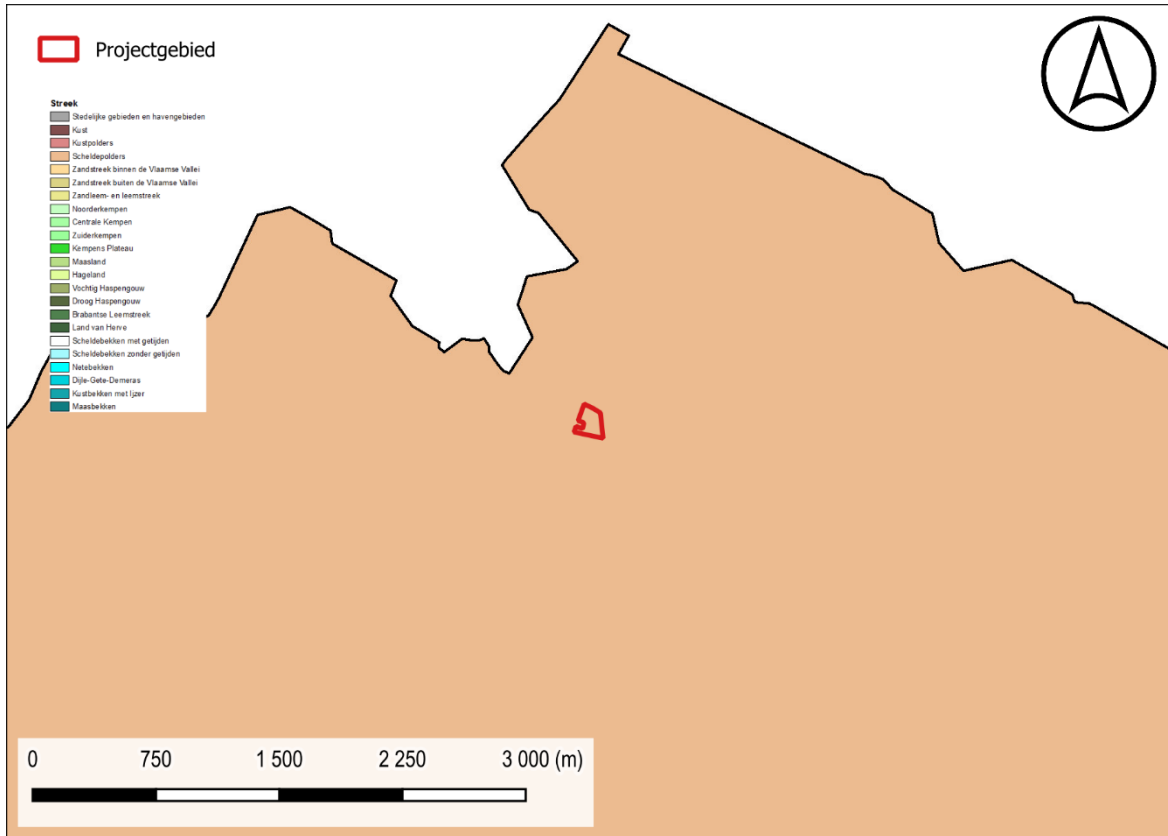 Projectgebied
Streek
Stedelijke gebieden en havengebieden
Kust
Kustpolders
Scheldepolders
Zandstreek binnen de Vlaamse Vallei
Zandstreek buiten de Vlaamse Vallei
Zandleem- en leemstreek
Noorderkempen
Centrale Kempen
Zuiderkempen
Kempens Plateau
Maasland
Hageland
Vochtig Haspengouw
Droog Haspengouw
Brabantse Leemstreek
Land van Herve
Scheldebekken met getijden
Scheldebekken zonder getijden
Netebekken
Dijle-Gete-Demeras
Kustbekken met Ijzer
Maasbekken
0 750 1 500 2 250 3 000 (m)